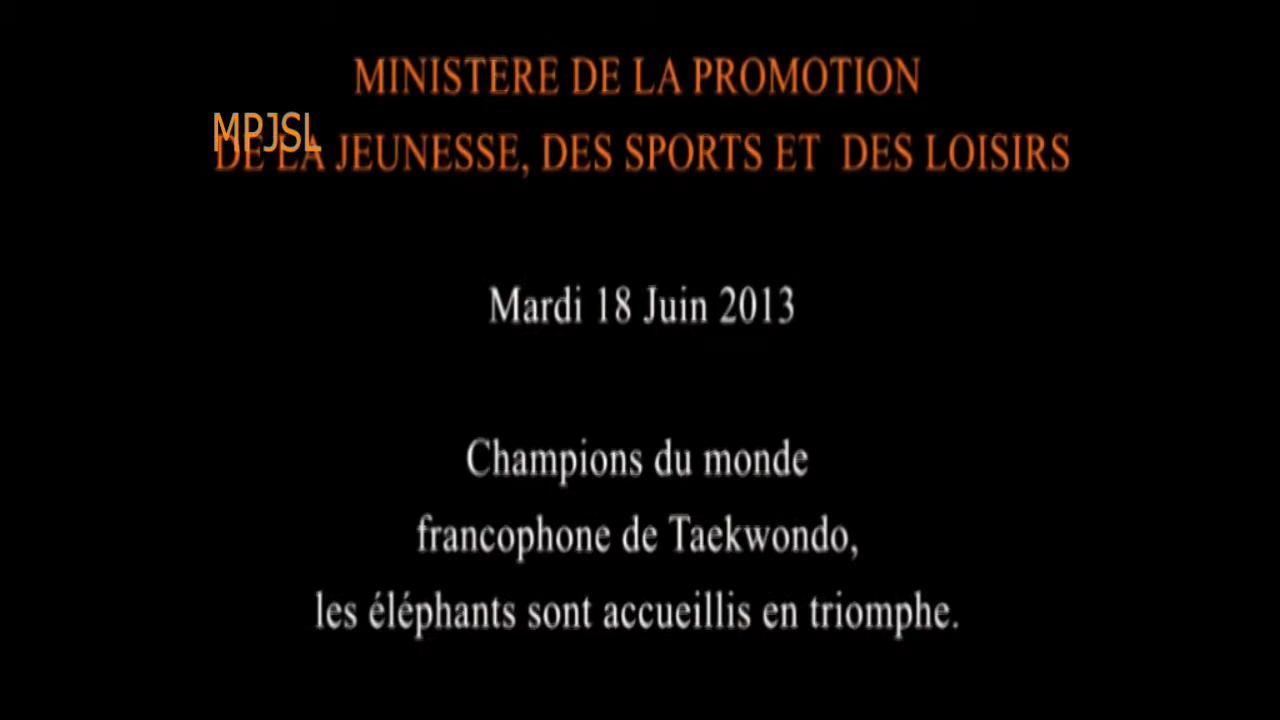 MINISTERE DE LA PROMOTION
MPJSL
DE LA JEUNESSE, DES SPORTS ET DES LOISIRS
Mardi 18 Juin 2013
Champions du monde
francophone de Taekwondo,
les éléphants sont accueillis en triomphe.